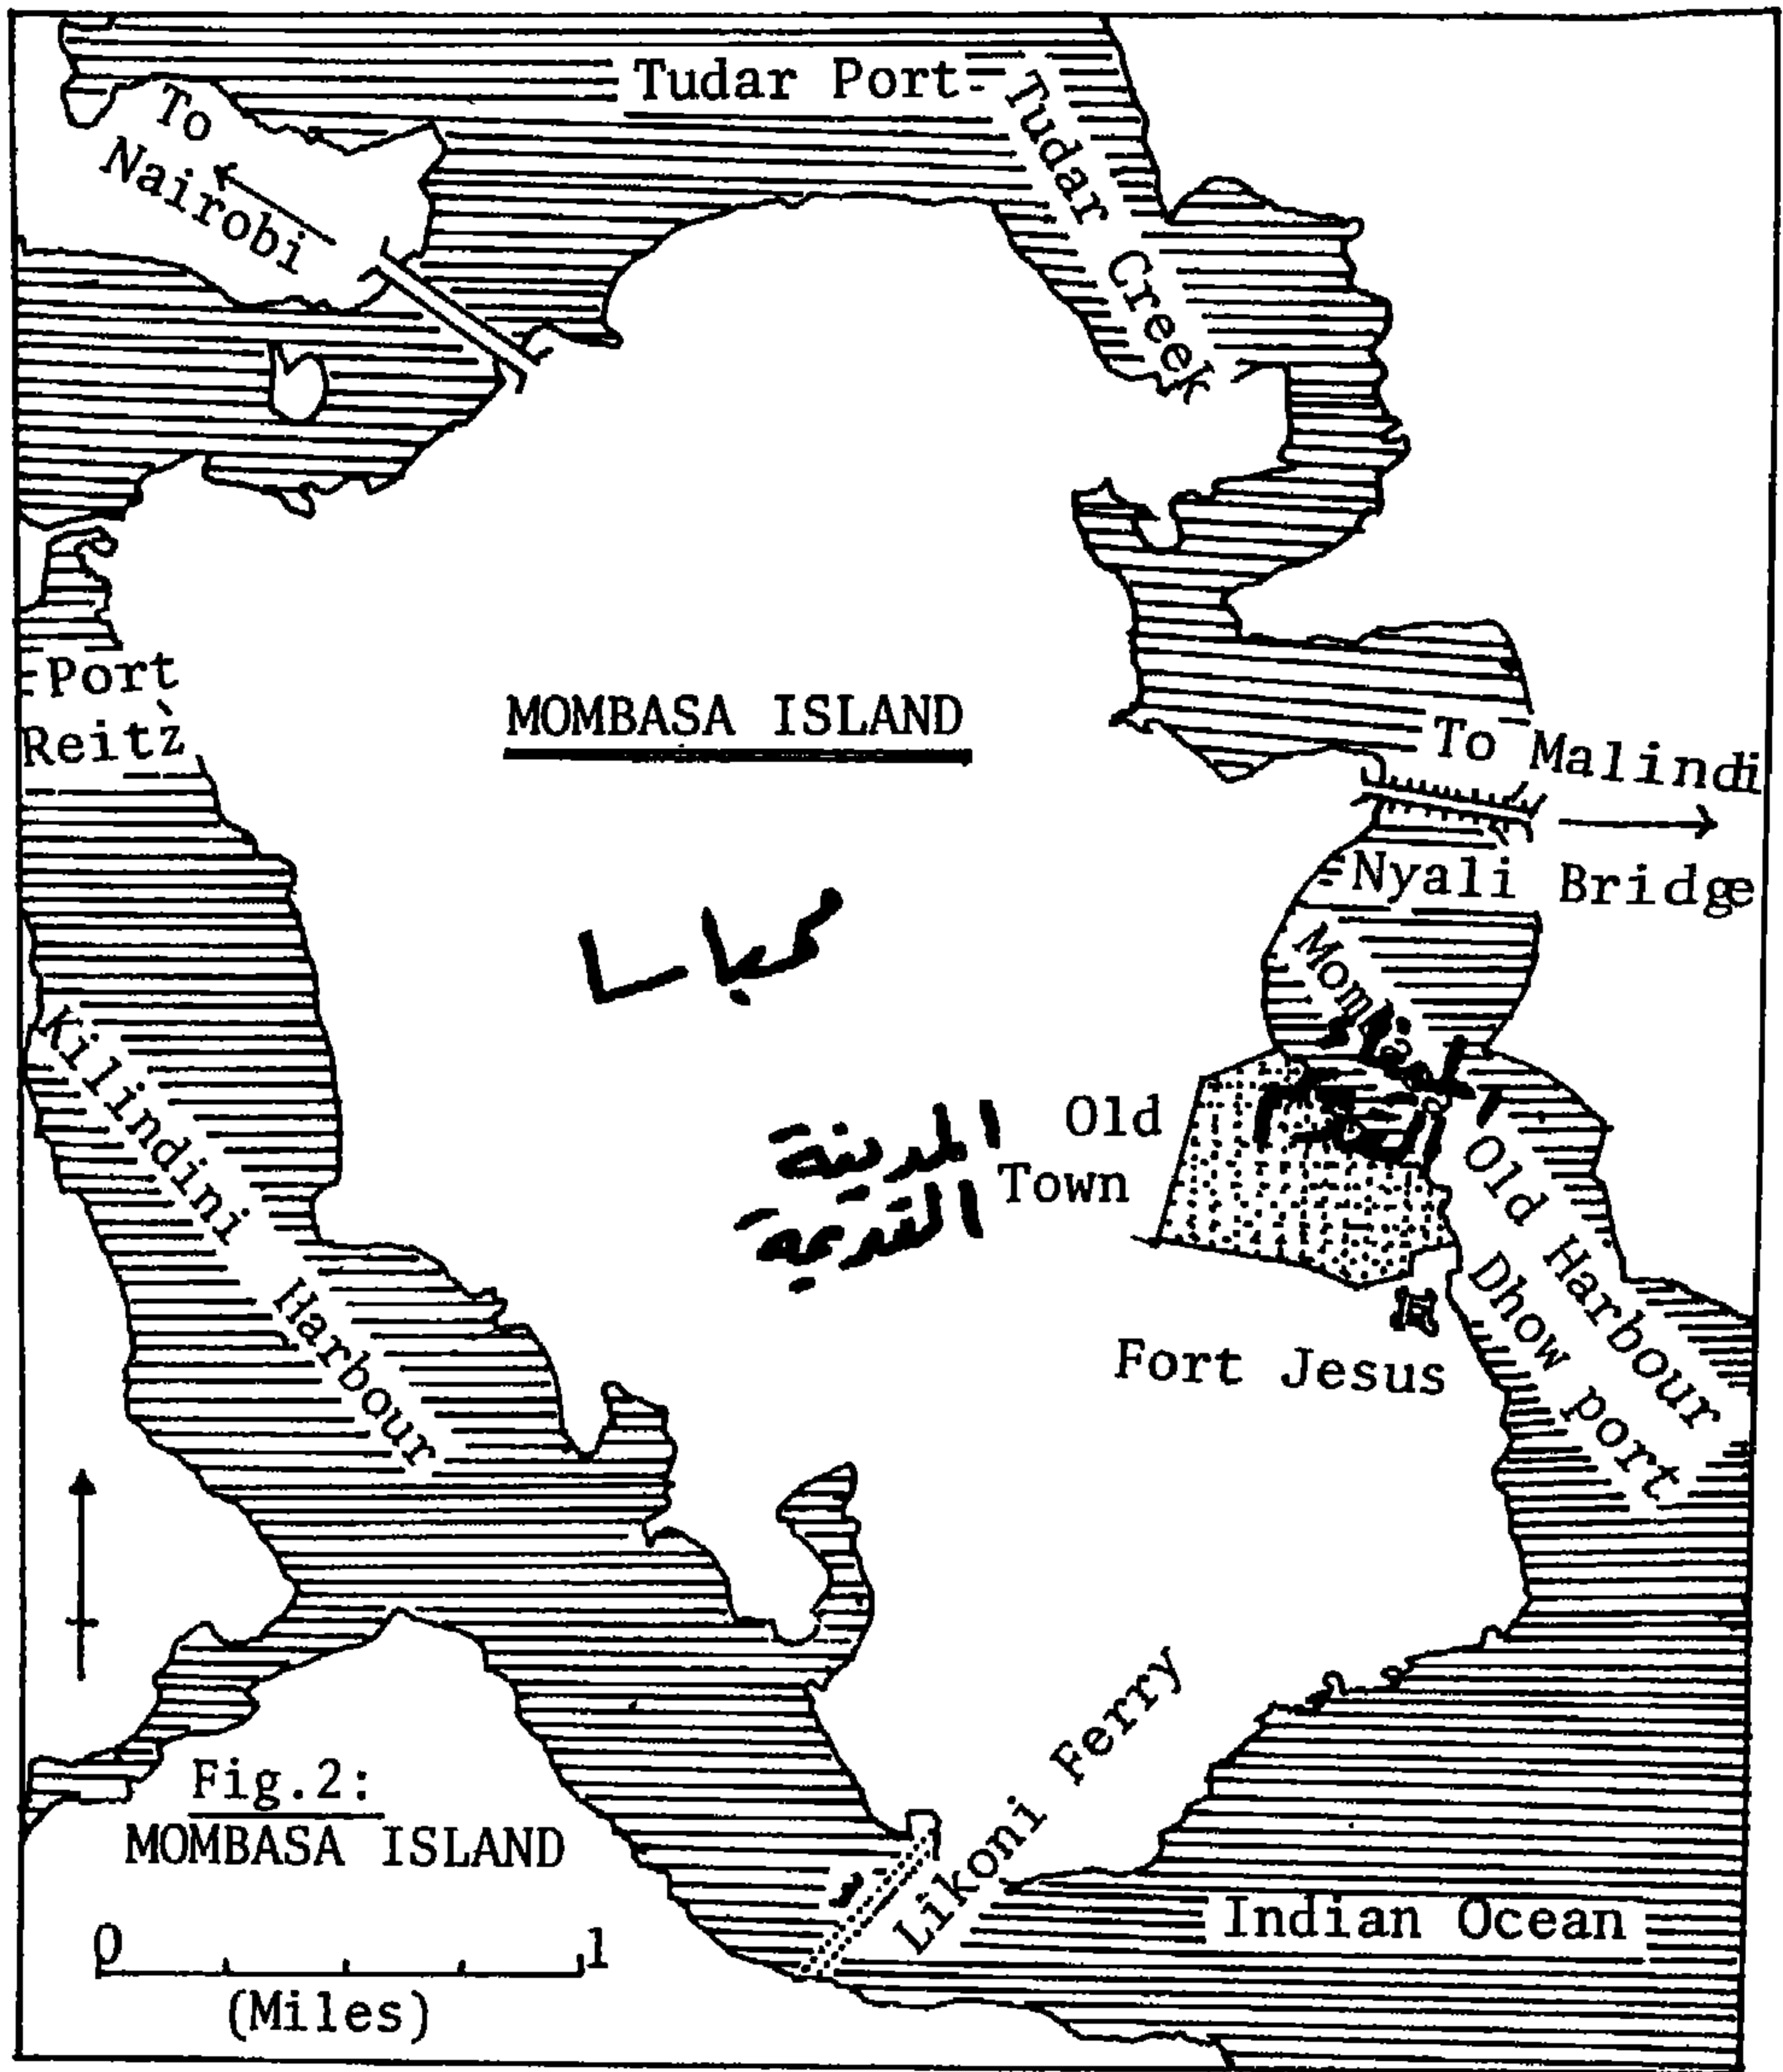 Tudar Port
Tudar Creek
To
Nairobi
Port
Reitz
MOMBASA ISLAND
To Malindi
Nyali Bridge
ممباسا
Old
Town
المدينة
القديمة
Old Harbour
Dhow port
Kilindini Harbour
Fort Jesus
Likoni Ferry
Indian Ocean
Fig.2:
MOMBASA ISLAND
0 1
(Miles)